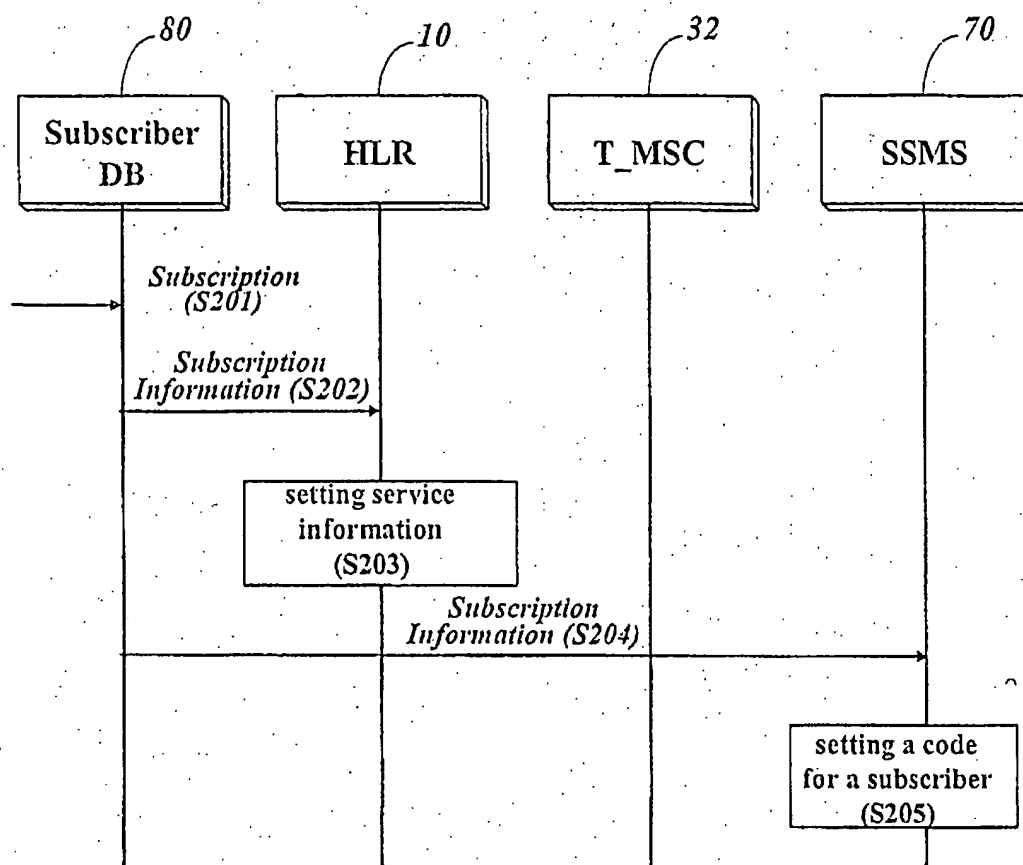 80
10
32
70
Subscriber
DB
HLR
T_MSC
SSMS
Subscription
(S201)
Subscription
Information (S202)
setting service
information
(S203)
Subscription
Information (S204)
setting a code
for a subscriber
(S205)